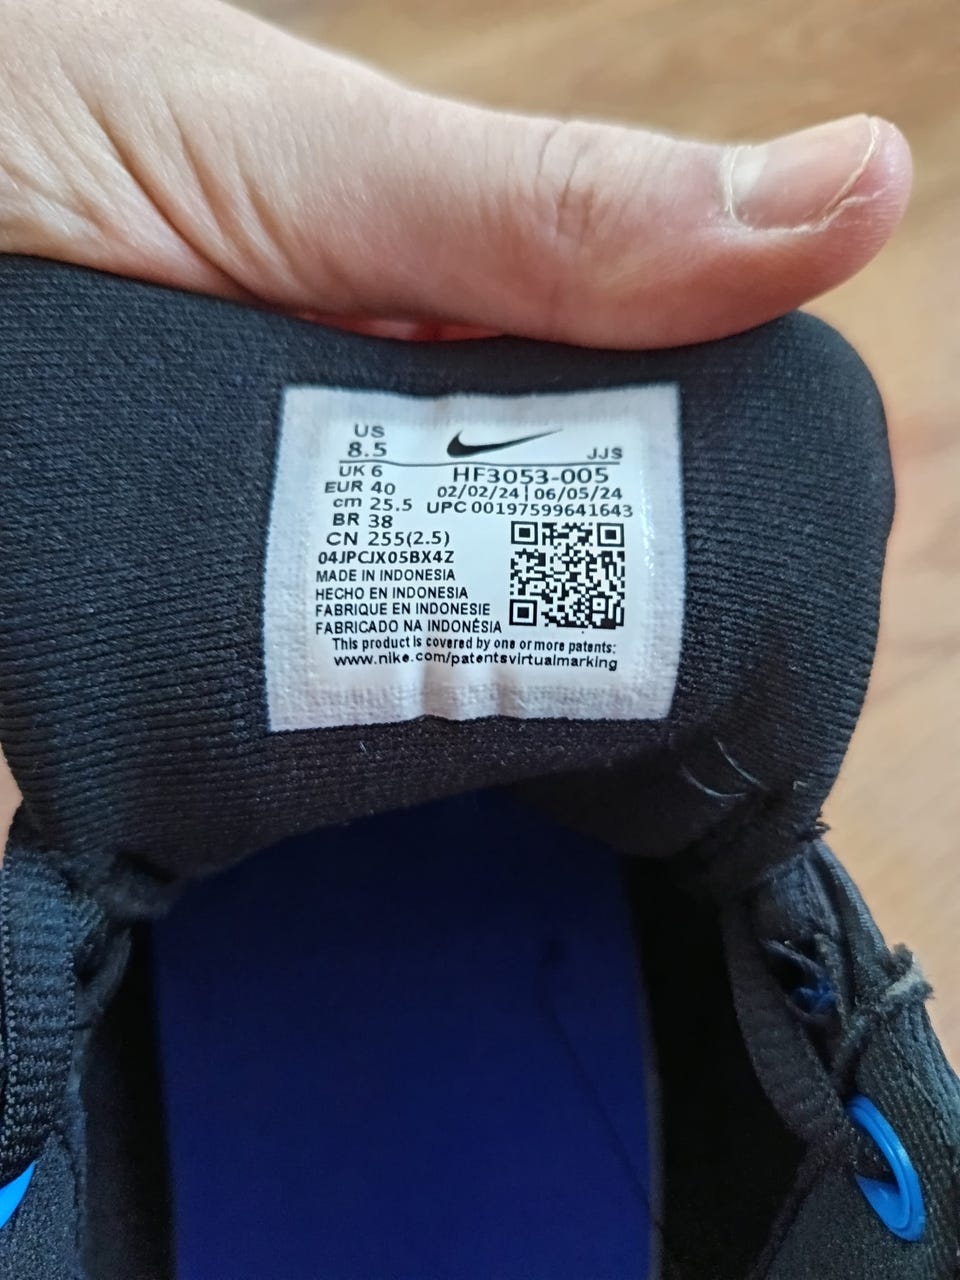 US
8.5
JJS
UK 6
HF3053-005
EUR 40
02/02/24 | 06/05/24
cm 25.5
UPC 00197599641643
BR 38
CN 255(2.5)
04JPCJX05BX4Z
MADE IN INDONESIA
HECHO EN INDONESIA
FABRIQUE EN INDONESIE
FABRICADO NA INDONÉSIA
This product is covered by one or more patents:
www.nike.com/patentsvirtualmarking